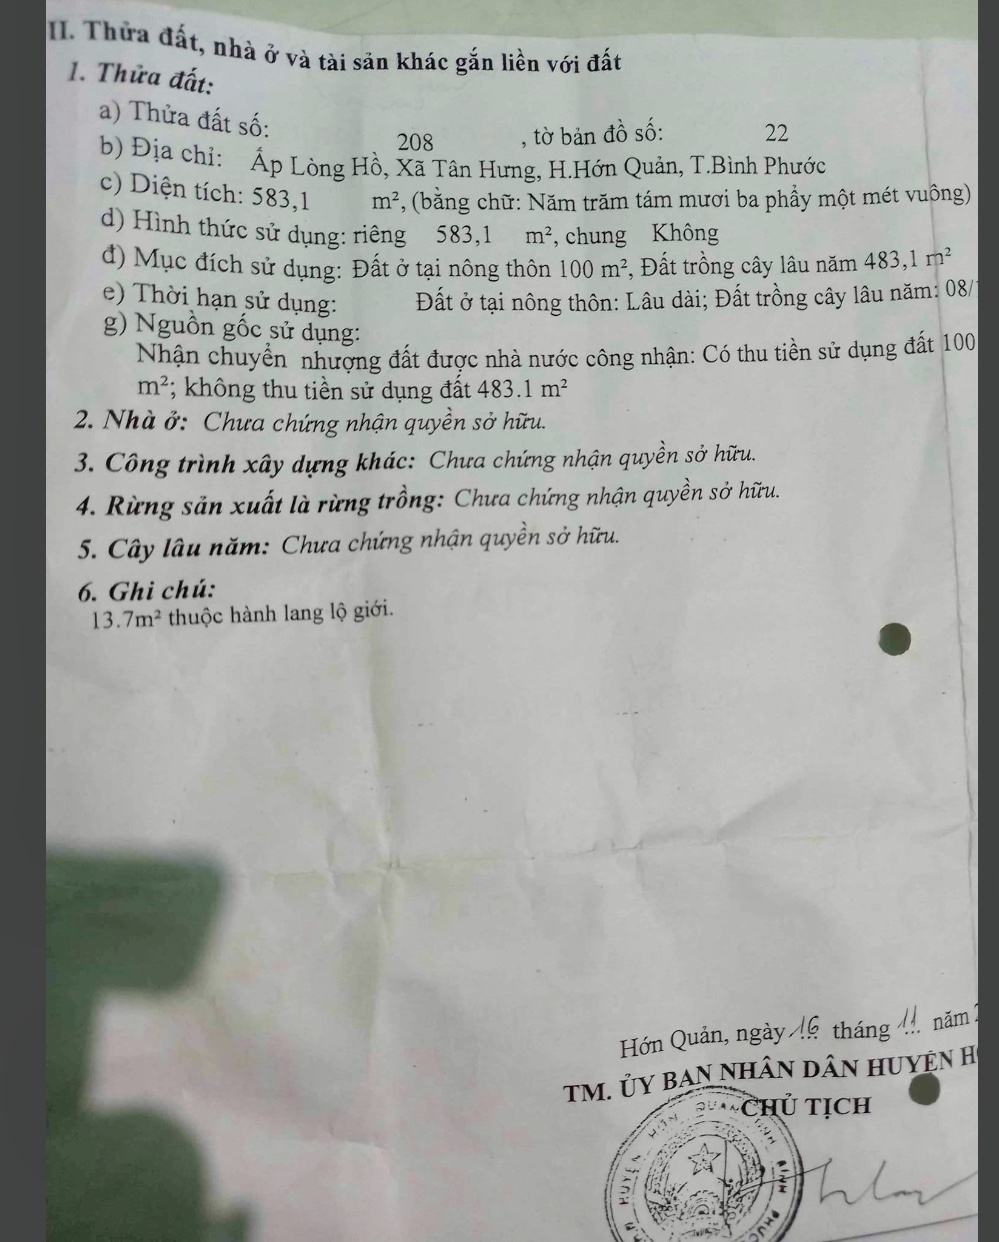 II. Thửa đất, nhà ở và tài sản khác gắn liền với đất
1. Thửa đất:
a) Thửa đất số: 208 , tờ bản đồ số: 22
b) Địa chỉ: Ấp Lòng Hồ, Xã Tân Hưng, H.Hớn Quản, T.Bình Phước
c) Diện tích: 583,1 m², (bằng chữ: Năm trăm tám mươi ba phẩy một mét vuông)
d) Hình thức sử dụng: riêng 583,1 m², chung Không
đ) Mục đích sử dụng: Đất ở tại nông thôn 100 m², Đất trồng cây lâu năm 483,1 m²
e) Thời hạn sử dụng: Đất ở tại nông thôn: Lâu dài; Đất trồng cây lâu năm: 08/
g) Nguồn gốc sử dụng:
Nhận chuyển nhượng đất được nhà nước công nhận: Có thu tiền sử dụng đất 100
m²; không thu tiền sử dụng đất 483.1 m²
2. Nhà ở: Chưa chứng nhận quyền sở hữu.
3. Công trình xây dựng khác: Chưa chứng nhận quyền sở hữu.
4. Rừng sản xuất là rừng trồng: Chưa chứng nhận quyền sở hữu.
5. Cây lâu năm: Chưa chứng nhận quyền sở hữu.
6. Ghi chú:
13.7m² thuộc hành lang lộ giới.
Hớn Quản, ngày 16 tháng 11 năm
TM. ỦY BAN NHÂN DÂN HUYỆN H
CHỦ TỊCH
HUYỆN HỚN QUẢN